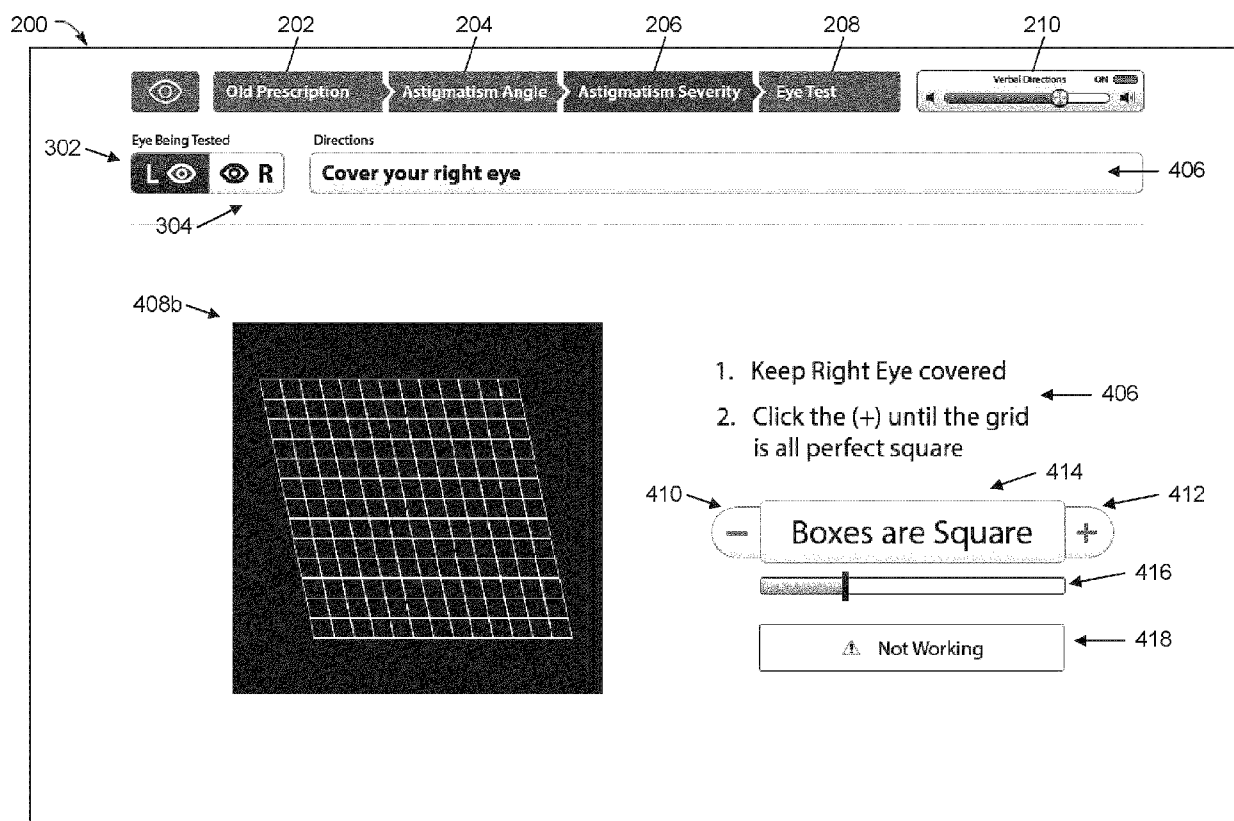 200 202 204 206 208 210
Old Prescription Astigmatism Angle Astigmatism Severity Eye Test
Verbal Directions ON
Eye Being Tested Directions
302 L R Cover your right eye 406
304
408b
1. Keep Right Eye covered
406
2. Click the (+) until the grid
is all perfect square
414
410 412
− Boxes are Square +
416
Not Working 418